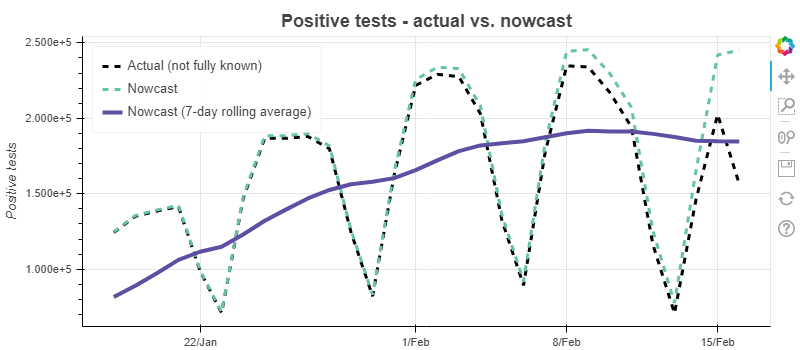 Positive tests - actual vs. nowcast
2.500e+5
2.000e+5
1.500e+5
1.000e+5
Positive tests
Actual (not fully known)
Nowcast
Nowcast (7-day rolling average)
22/Jan
1/Feb
8/Feb
15/Feb